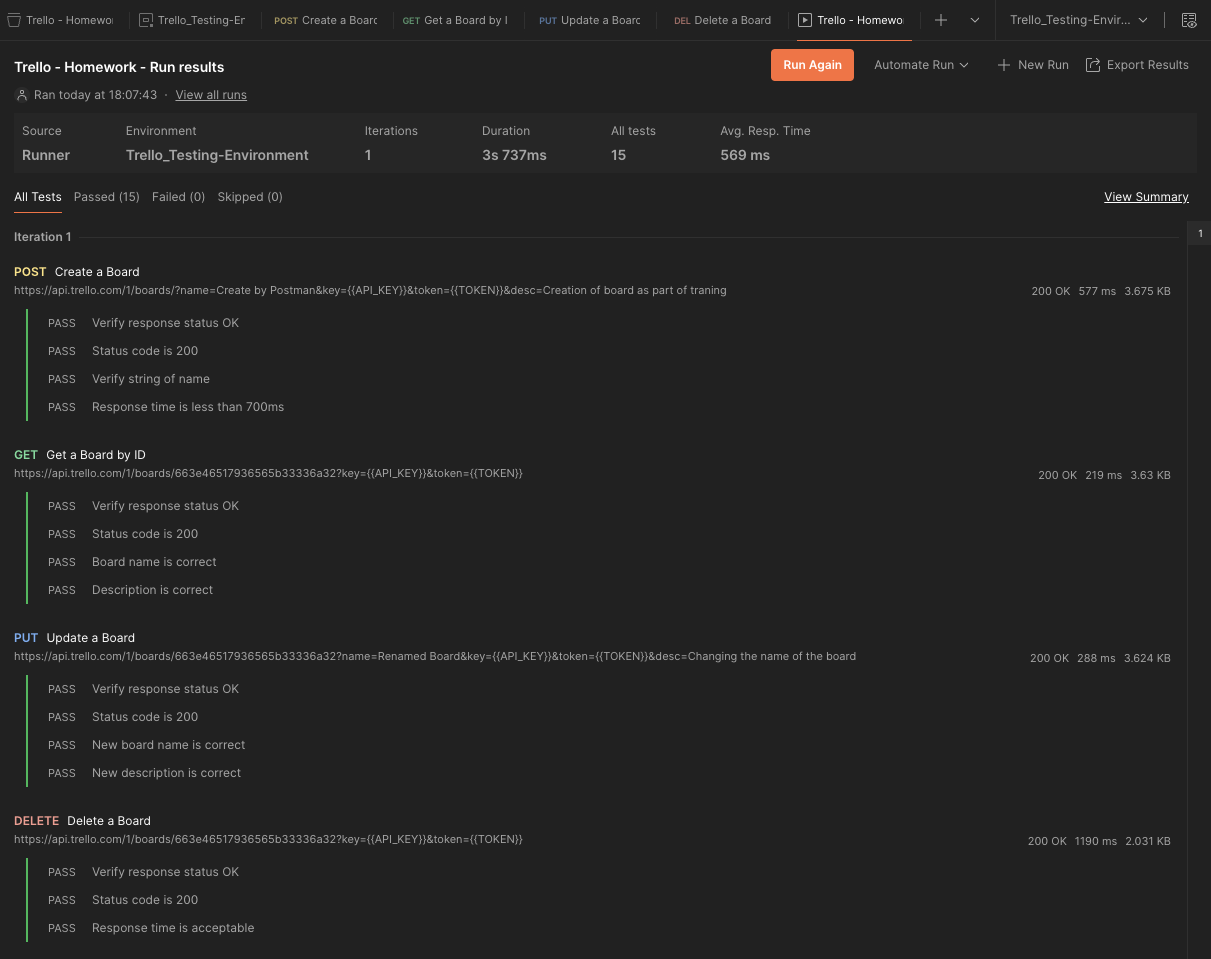 Trello - Homewor Trello_Testing-En POST Create a Board GET Get a Board by I PUT Update a Board DEL Delete a Board Trello - Homewo Trello_Testing-Envir...
Trello - Homework - Run results
Run Again Automate Run New Run Export Results
Ran today at 18:07:43 · View all runs
Source Environment Iterations Duration All tests Avg. Resp. Time
Runner Trello_Testing-Environment 1 3s 737ms 15 569 ms
All Tests Passed (15) Failed (0) Skipped (0) View Summary
Iteration 1 1
POST Create a Board
https://api.trello.com/1/boards/?name=Create by Postman&key={{API_KEY}}&token={{TOKEN}}&desc=Creation of board as part of traning 200 OK 577 ms 3.675 KB
PASS Verify response status OK
PASS Status code is 200
PASS Verify string of name
PASS Response time is less than 700ms
GET Get a Board by ID
https://api.trello.com/1/boards/663e46517936565b33336a32?key={{API_KEY}}&token={{TOKEN}} 200 OK 219 ms 3.63 KB
PASS Verify response status OK
PASS Status code is 200
PASS Board name is correct
PASS Description is correct
PUT Update a Board
https://api.trello.com/1/boards/663e46517936565b33336a32?name=Renamed Board&key={{API_KEY}}&token={{TOKEN}}&desc=Changing the name of the board 200 OK 288 ms 3.624 KB
PASS Verify response status OK
PASS Status code is 200
PASS New board name is correct
PASS New description is correct
DELETE Delete a Board
https://api.trello.com/1/boards/663e46517936565b33336a32?key={{API_KEY}}&token={{TOKEN}} 200 OK 1190 ms 2.031 KB
PASS Verify response status OK
PASS Status code is 200
PASS Response time is acceptable